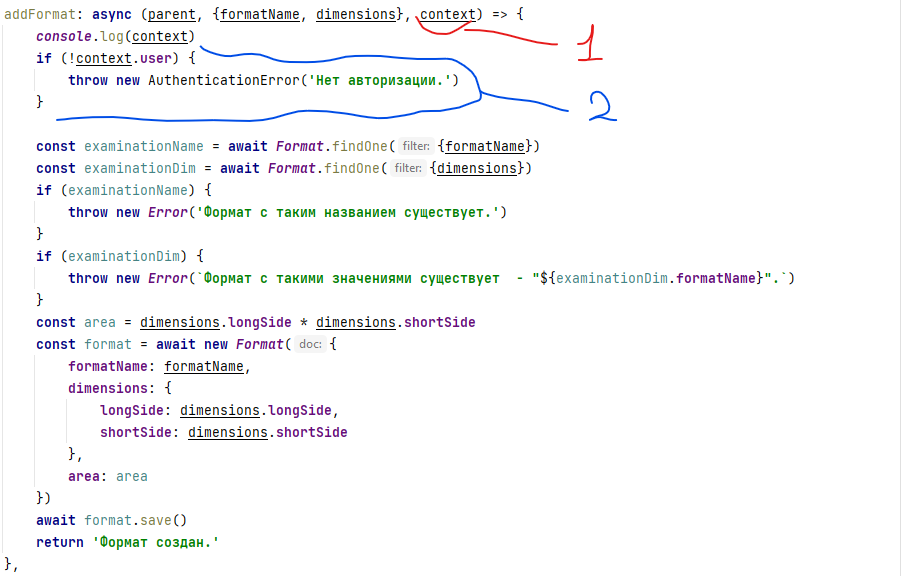 addFormat: async (parent, {formatName, dimensions}, context) => {
console.log(context)
1
if (!context.user) {
throw new AuthenticationError('Нет авторизации.')
}
2
const examinationName = await Format.findOne( filter: {formatName})
const examinationDim = await Format.findOne( filter: {dimensions})
if (examinationName) {
throw new Error('Формат с таким названием существует.')
}
if (examinationDim) {
throw new Error(`Формат с такими значениями существует  - "${examinationDim.formatName}".`)
}
const area = dimensions.longSide * dimensions.shortSide
const format = await new Format( doc: {
formatName: formatName,
dimensions: {
longSide: dimensions.longSide,
shortSide: dimensions.shortSide
},
area: area
})
await format.save()
return 'Формат создан.'
},